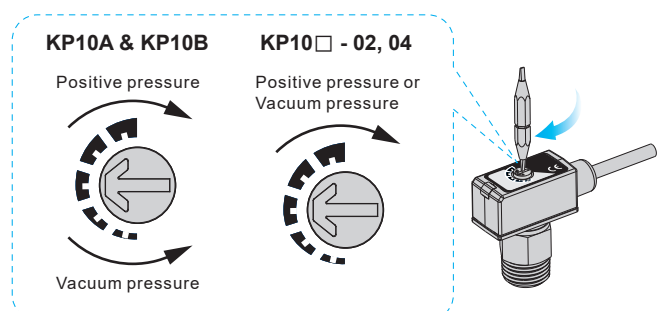 KP10A & KP10B
Positive pressure
Vacuum pressure
KP10□ - 02, 04
Positive pressure or
Vacuum pressure